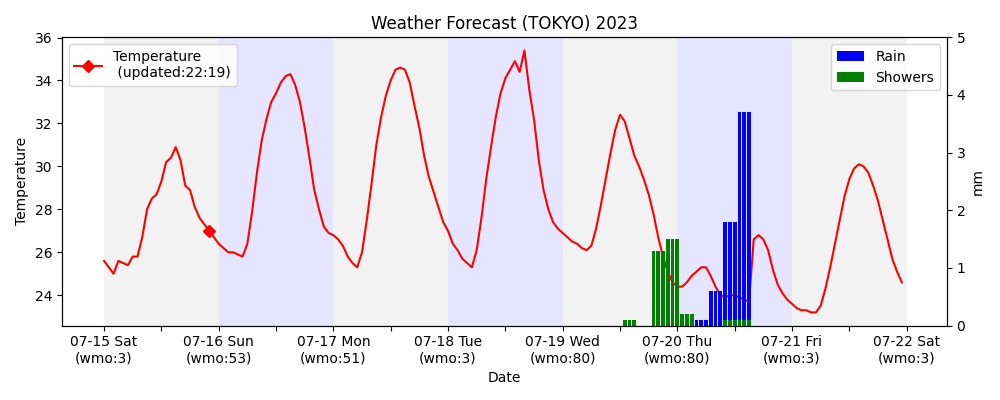 Weather Forecast (TOKYO) 2023
Temperature
(updated:22:19)
Rain
Showers
Temperature
36
34
32
30
28
26
24
5
4
3
2
1
0
mm
07-15 Sat
(wmo:3)
07-16 Sun
(wmo:53)
07-17 Mon
(wmo:51)
07-18 Tue
(wmo:3)
07-19 Wed
(wmo:80)
07-20 Thu
(wmo:80)
07-21 Fri
(wmo:3)
07-22 Sat
(wmo:3)
Date